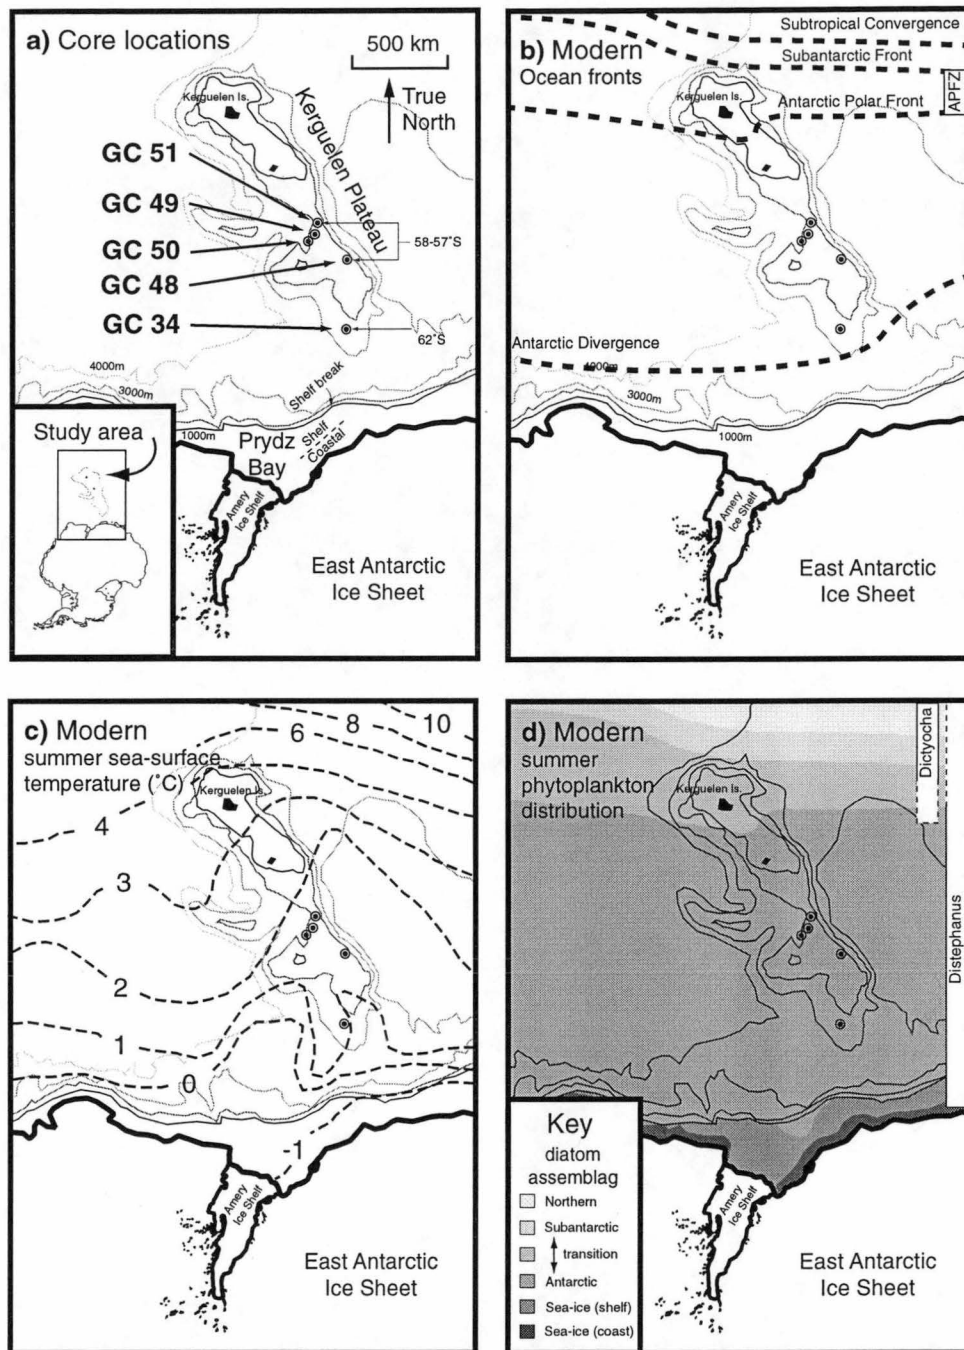 a) Core locations
500 km
True
North
Kerguelen Is.
Kerguelen Plateau
GC 51
GC 49
GC 50
GC 48
GC 34
58-57°S
62°S
4000m
3000m
Shelf break
1000m
Shelf
Coastal
Prydz
Bay
Amery
Ice Shelf
East Antarctic
Ice Sheet
Study area
b) Modern
Ocean fronts
Subtropical Convergence
Subantarctic Front
Antarctic Polar Front
APFZ
Kerguelen Is.
Antarctic Divergence
4000m
3000m
1000m
Amery
Ice Shelf
East Antarctic
Ice Sheet
c) Modern
summer sea-surface
temperature (°C)
10
8
6
4
3
2
1
0
-1
Kerguelen Is.
Amery
Ice Shelf
East Antarctic
Ice Sheet
d) Modern
summer
phytoplankton
distribution
Kerguelen Is.
Dictyocha
Distephanus
Key
diatom
assemblag
Northern
Subantarctic
transition
Antarctic
Sea-ice (shelf)
Sea-ice (coast)
Amery
Ice Shelf
East Antarctic
Ice Sheet